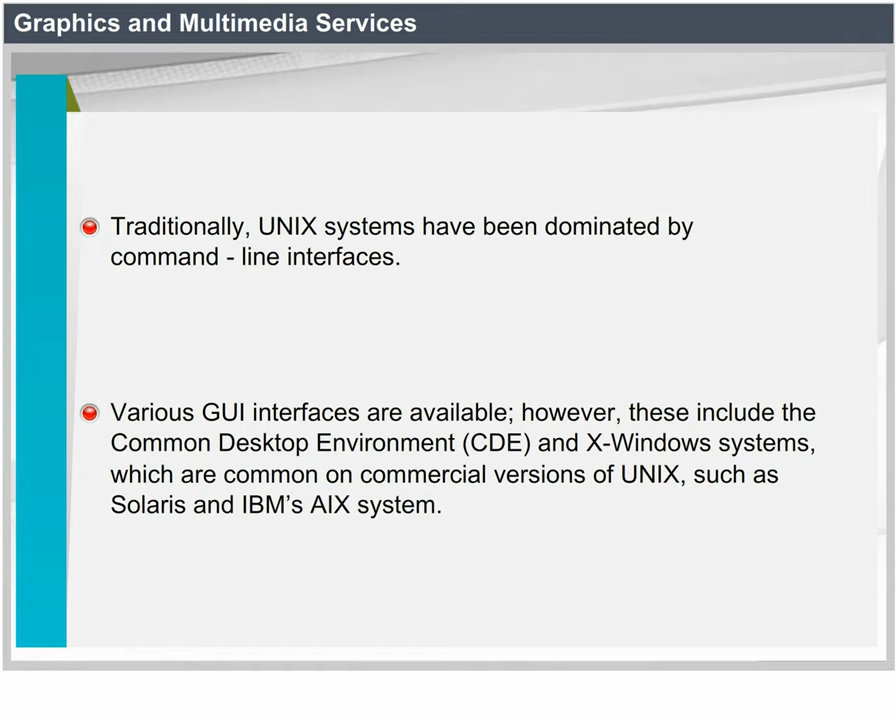 Graphics and Multimedia Services
Traditionally, UNIX systems have been dominated by
command - line interfaces.
Various GUI interfaces are available; however, these include the
Common Desktop Environment (CDE) and X-Windows systems,
which are common on commercial versions of UNIX, such as
Solaris and IBM’s AIX system.